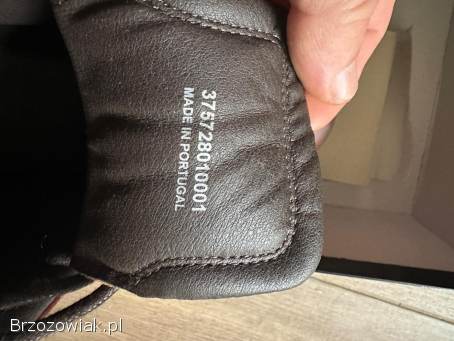 375728010001
MADE IN PORTUGAL
Brzozowiak.pl